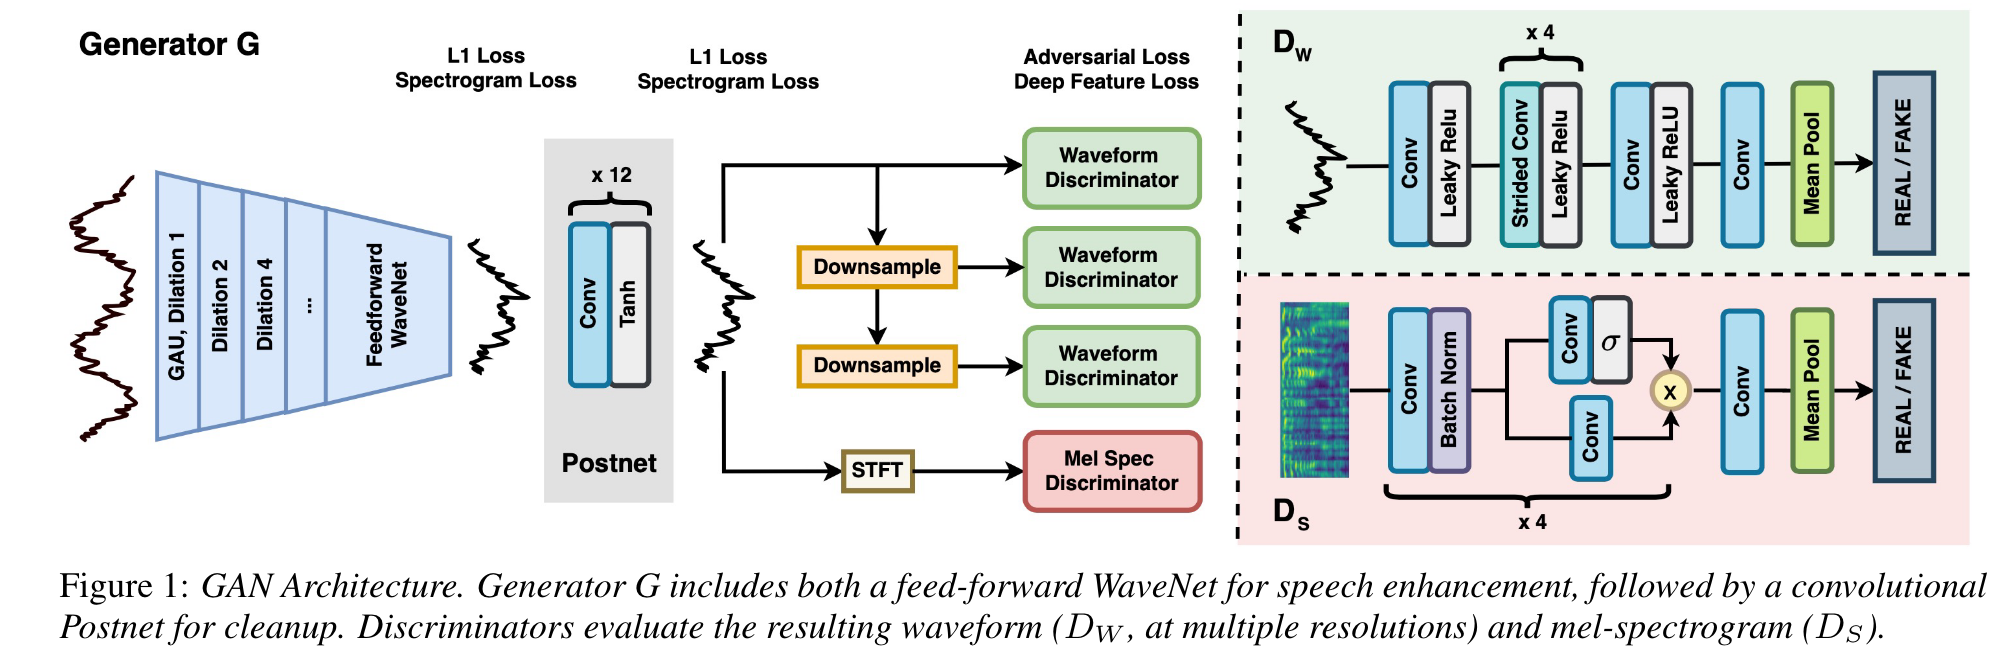 Generator G
L1 Loss
Spectrogram Loss
L1 Loss
Spectrogram Loss
Adversarial Loss
Deep Feature Loss
GAU, Dilation 1
Dilation 2
Dilation 4
...
Feedforward
WaveNet
x 12
Conv
Tanh
Postnet
Downsample
Downsample
STFT
Waveform
Discriminator
Waveform
Discriminator
Waveform
Discriminator
Mel Spec
Discriminator
DW
x 4
Conv
Leaky Relu
Strided Conv
Leaky Relu
Conv
Leaky ReLU
Conv
Mean Pool
REAL / FAKE
DS
Conv
Batch Norm
Conv
σ
Conv
X
x 4
Conv
Mean Pool
REAL / FAKE
Figure 1: GAN Architecture. Generator G includes both a feed-forward WaveNet for speech enhancement, followed by a convolutional
Postnet for cleanup. Discriminators evaluate the resulting waveform (DW, at multiple resolutions) and mel-spectrogram (DS).